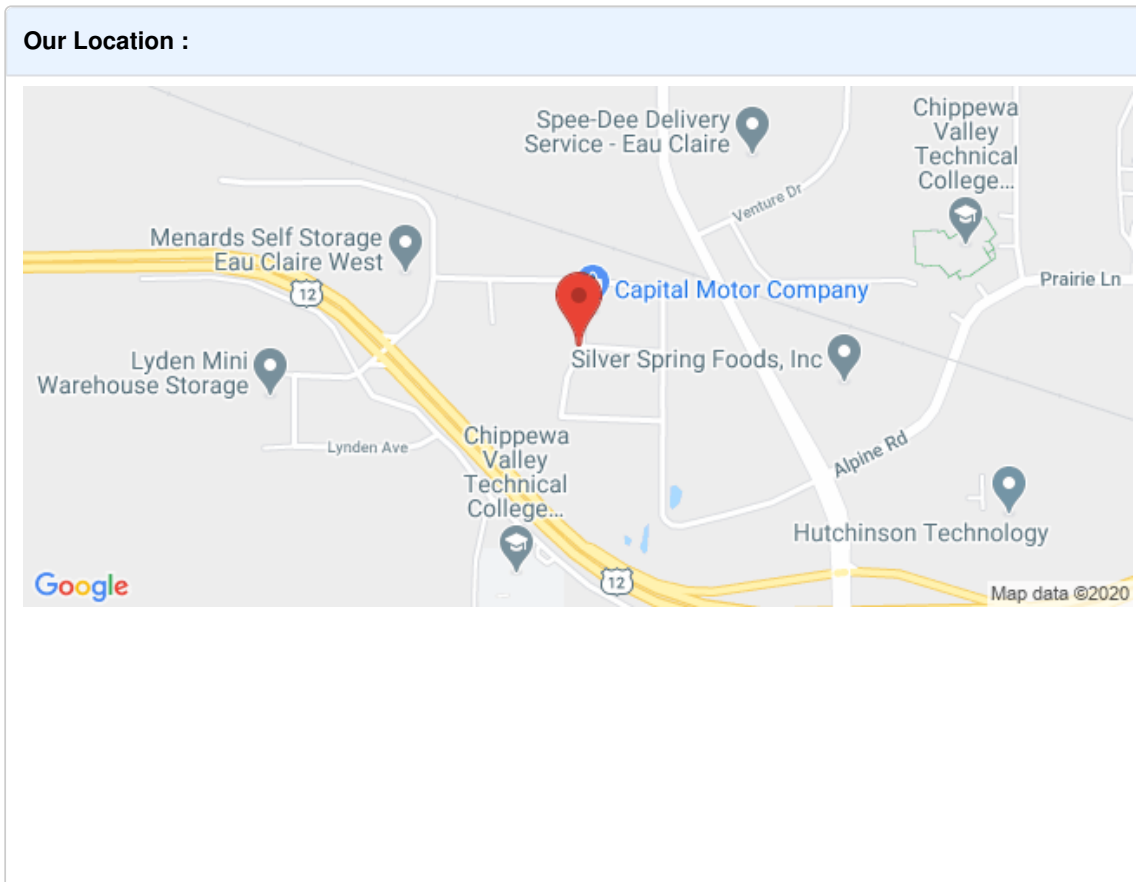 Our Location :
Spee-Dee Delivery
Service - Eau Claire
Chippewa
Valley
Technical
College...
Venture Dr
Menards Self Storage
Eau Claire West
12
Capital Motor Company
Prairie Ln
Silver Spring Foods, Inc
Lyden Mini
Warehouse Storage
Lynden Ave
Chippewa
Valley
Technical
College...
Alpine Rd
Hutchinson Technology
12
Google
Map data ©2020